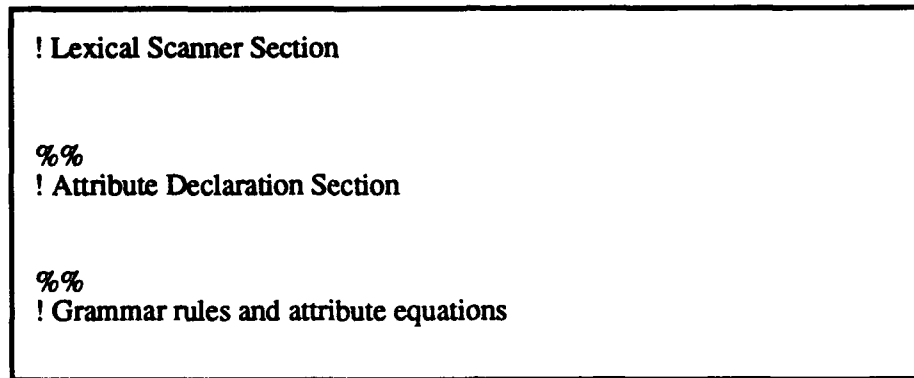 ! Lexical Scanner Section
%%
! Attribute Declaration Section
%%
! Grammar rules and attribute equations